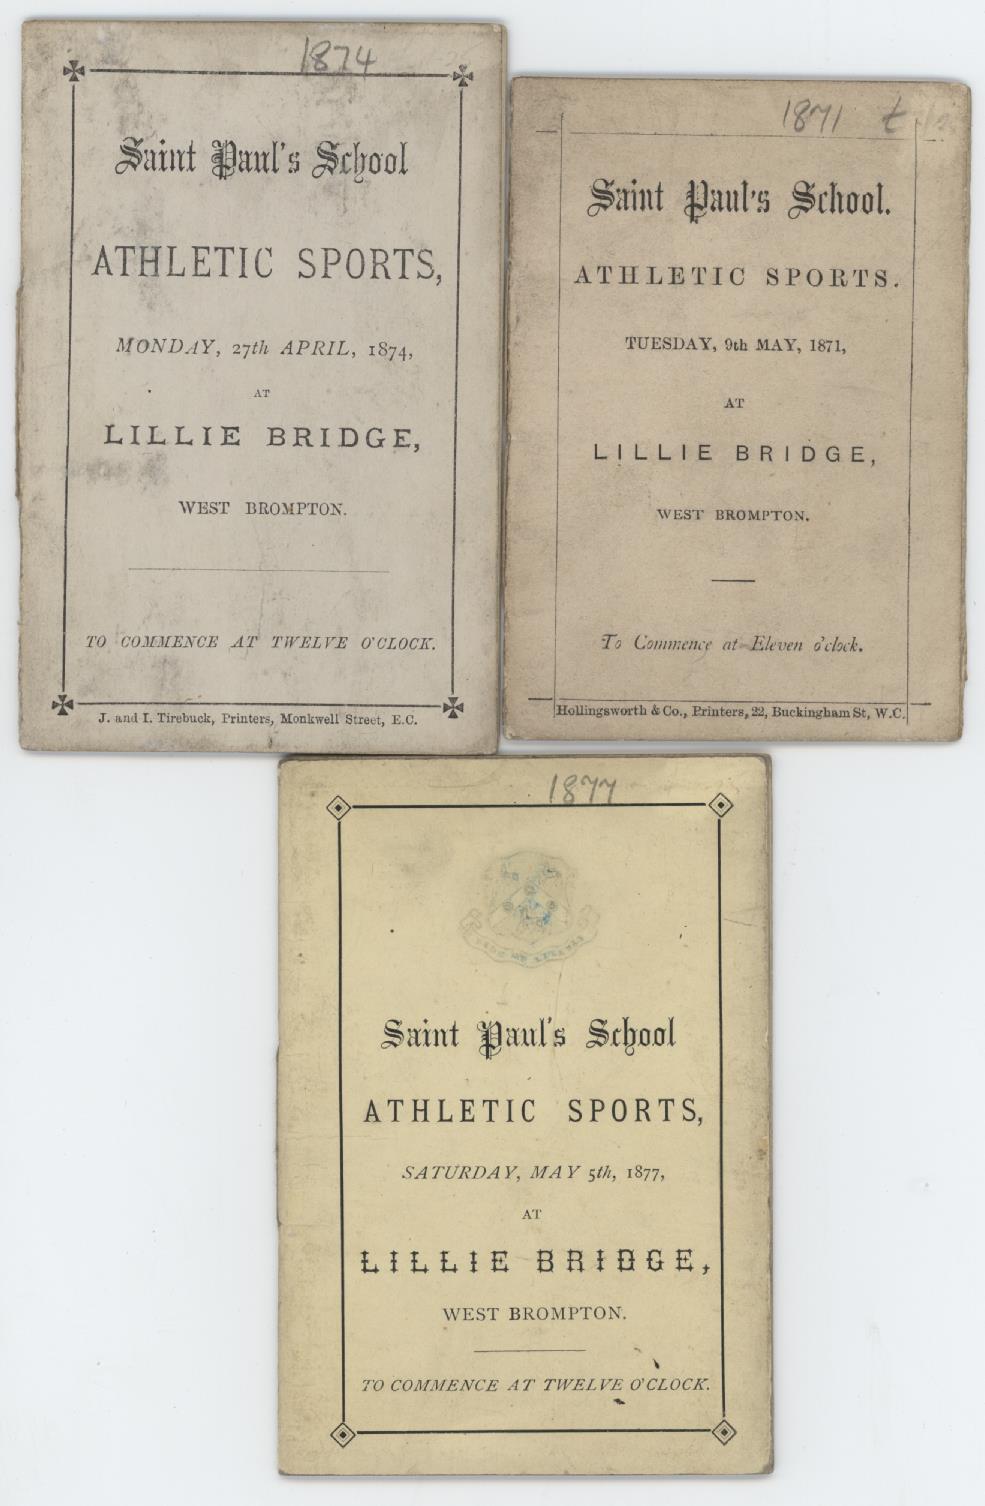 1874
Saint Paul's School
ATHLETIC SPORTS,
MONDAY, 27th APRIL, 1874,
AT
LILLIE BRIDGE,
WEST BROMPTON.
TO COMMENCE AT TWELVE O'CLOCK.
J. and I. Tirebuck, Printers, Monkwell Street, E.C.
1871
Saint Paul's School.
ATHLETIC SPORTS.
TUESDAY, 9th MAY, 1871,
AT
LILLIE BRIDGE,
WEST BROMPTON.
To Commence at Eleven o'clock.
Hollingsworth & Co., Printers, 22, Buckingham St, W.C.
1877
Saint Paul's School
ATHLETIC SPORTS,
SATURDAY, MAY 5th, 1877,
AT
LILLIE BRIDGE,
WEST BROMPTON.
TO COMMENCE AT TWELVE O'CLOCK.